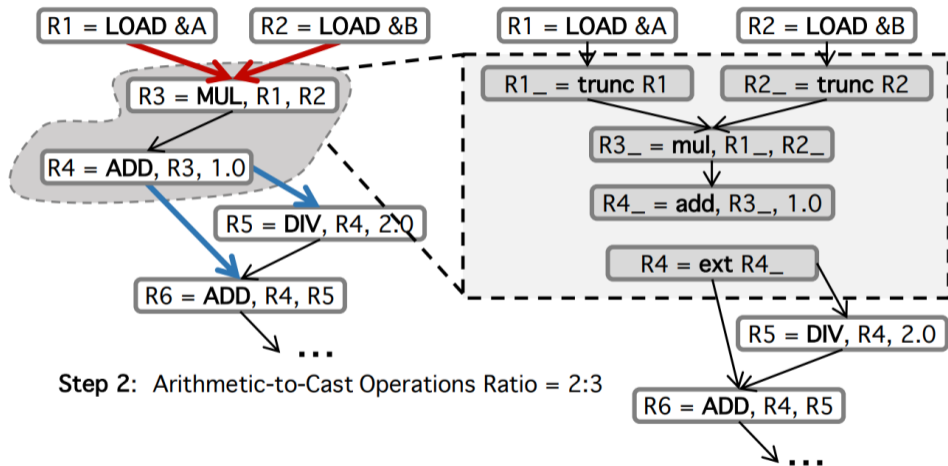 R1 = LOAD &A
R2 = LOAD &B
R3 = MUL, R1, R2
R4 = ADD, R3, 1.0
R5 = DIV, R4, 2.0
R6 = ADD, R4, R5
...
Step 2: Arithmetic-to-Cast Operations Ratio = 2:3
R1 = LOAD &A
R2 = LOAD &B
R1_ = trunc R1
R2_ = trunc R2
R3_ = mul, R1_, R2_
R4_ = add, R3_, 1.0
R4 = ext R4_
R5 = DIV, R4, 2.0
R6 = ADD, R4, R5
...